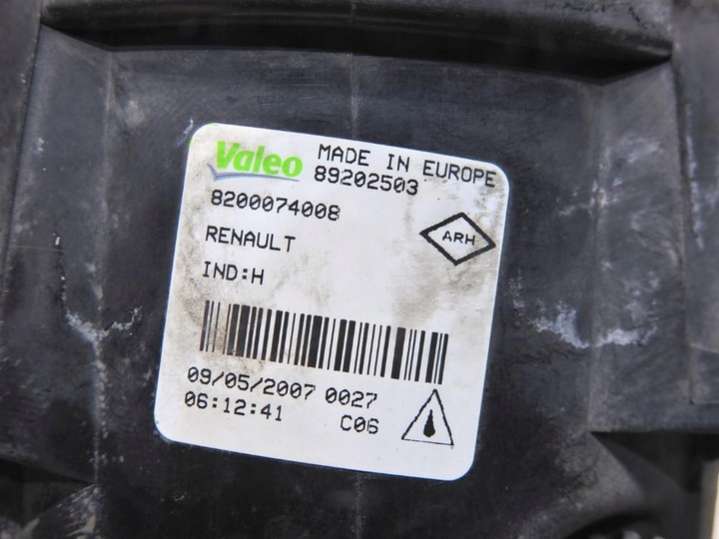 Valeo MADE IN EUROPE
89202503
8200074008
RENAULT ARH
IND:H
09/05/2007 0027
06:12:41 C06